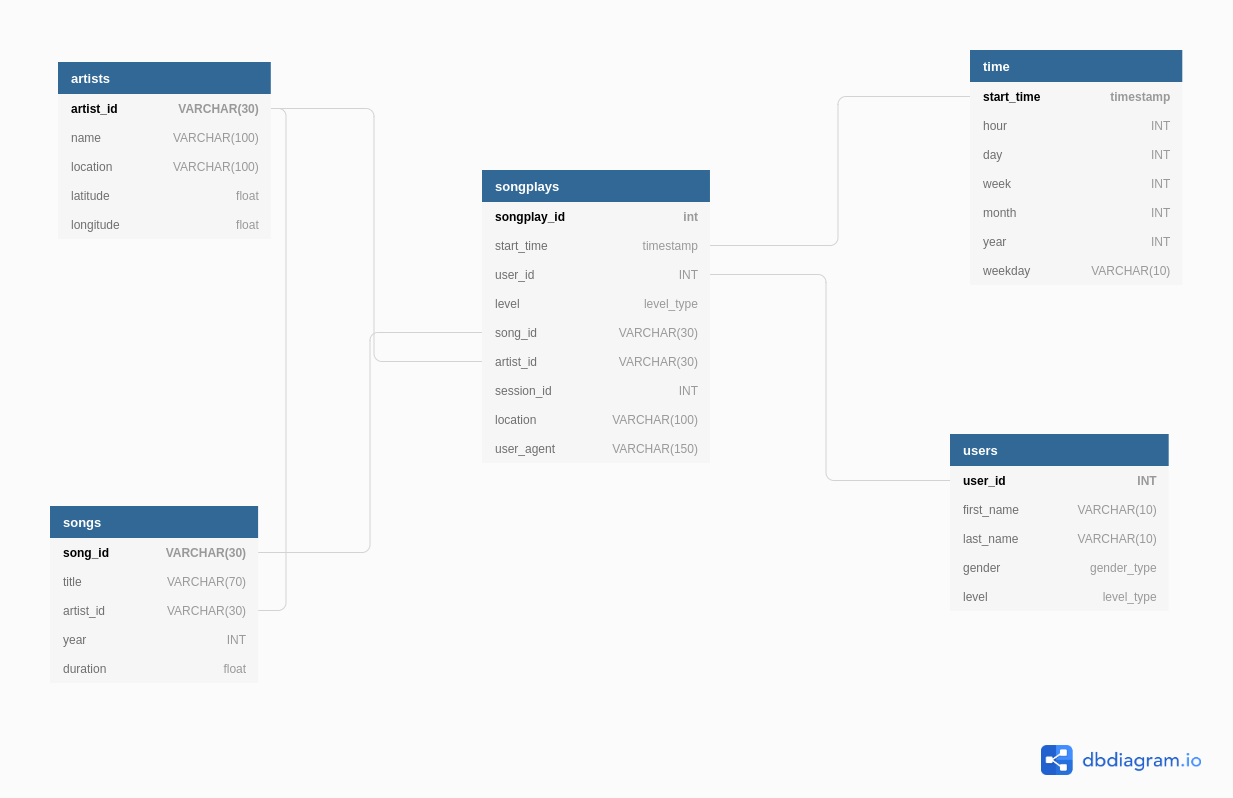 artists
artist_id VARCHAR(30)
name VARCHAR(100)
location VARCHAR(100)
latitude float
longitude float
songs
song_id VARCHAR(30)
title VARCHAR(70)
artist_id VARCHAR(30)
year INT
duration float
songplays
songplay_id int
start_time timestamp
user_id INT
level level_type
song_id VARCHAR(30)
artist_id VARCHAR(30)
session_id INT
location VARCHAR(100)
user_agent VARCHAR(150)
time
start_time timestamp
hour INT
day INT
week INT
month INT
year INT
weekday VARCHAR(10)
users
user_id INT
first_name VARCHAR(10)
last_name VARCHAR(10)
gender gender_type
level level_type
dbdiagram.io